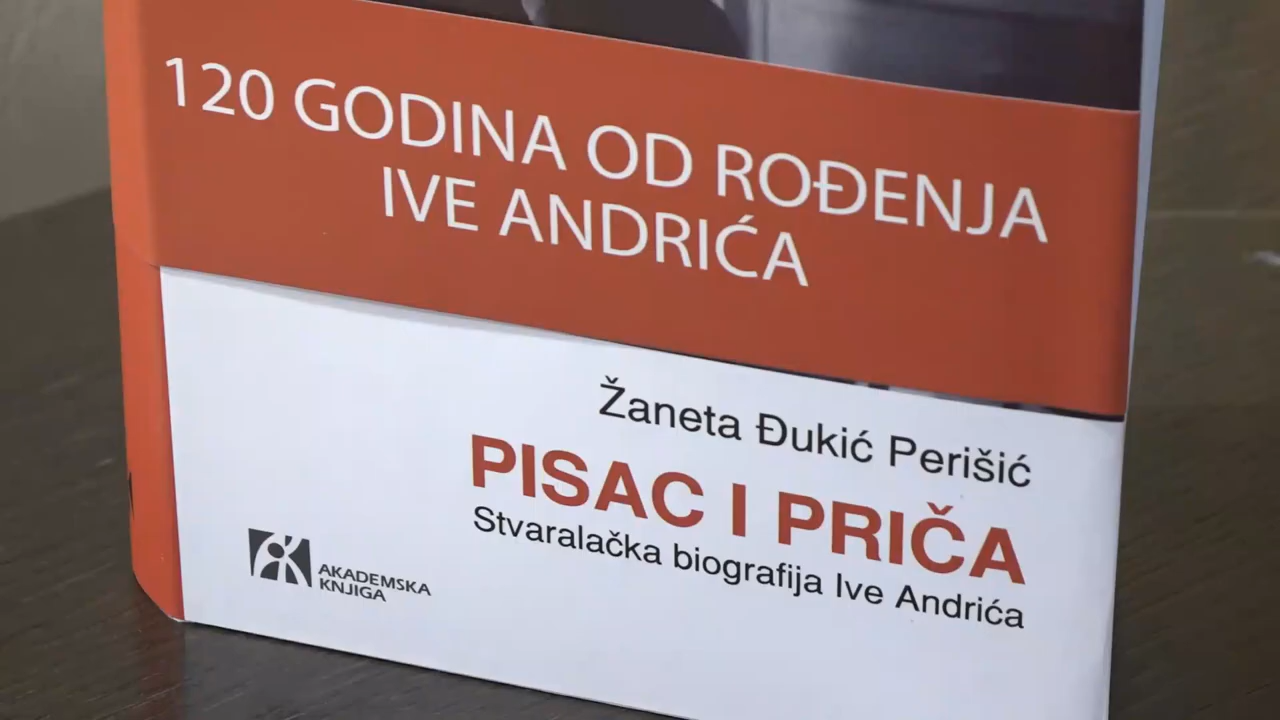 120 GODINA OD ROĐENJA
IVE ANDRIĆA
Žaneta Đukić Perišić
PISAC I PRIČA
Stvaralačka biografija Ive Andrića
AKADEMSKA
KNJIGA